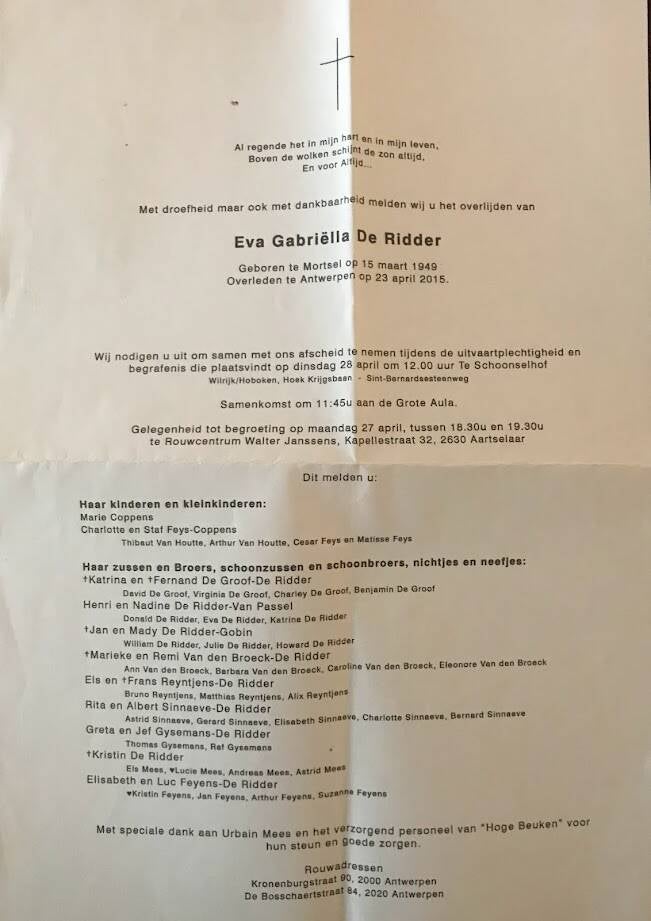 Al regende het in mijn hart en in mijn leven,
Boven de wolken schijnt de zon altijd,
En voor Altijd...
Met droefheid maar ook met dankbaarheid melden wij u het overlijden van
Eva Gabriëlla De Ridder
Geboren te Mortsel op 15 maart 1949
Overleden te Antwerpen op 23 april 2015.
Wij nodigen u uit om samen met ons afscheid te nemen tijdens de uitvaartplechtigheid en
begrafenis die plaatsvindt op dinsdag 28 april om 12.00 uur Te Schoonselhof
Wilrijk/Hoboken, Hoek Krijgsbaan - Sint-Bernardsesteenweg
Samenkomst om 11:45u aan de Grote Aula.
Gelegenheid tot begroeting op maandag 27 april, tussen 18.30u en 19.30u
te Rouwcentrum Walter Janssens, Kapellestraat 32, 2630 Aartselaar
Dit melden u:
Haar kinderen en kleinkinderen:
Marie Coppens
Charlotte en Staf Feys-Coppens
Thibaut Van Houtte, Arthur Van Houtte, Cesar Feys en Matisse Feys
Haar zussen en Broers, schoonzussen en schoonbroers, nichtjes en neefjes:
†Katrina en †Fernand De Groof-De Ridder
David De Groof, Virginia De Groof, Charley De Groof, Benjamin De Groof
Henri en Nadine De Ridder-Van Passel
Donald De Ridder, Eva De Ridder, Katrina De Ridder
†Jan en Mady De Ridder-Gobin
William De Ridder, Julie De Ridder, Howard De Ridder
†Marieke en Remi Van den Broeck-De Ridder
Ann Van den Broeck, Barbara Van den Broeck, Caroline Van den Broeck, Eleonore Van den Broeck
Els en †Frans Reyntjens-De Ridder
Bruno Reyntjens, Matthias Reyntjens, Alix Reyntjens
Rita en Albert Sinnaeve-De Ridder
Astrid Sinnaeve, Gerard Sinnaeve, Elisabeth Sinnaeve, Charlotte Sinnaeve, Bernard Sinnaeve
Greta en Jef Gysemans-De Ridder
Thomas Gysemans, Raf Gysemans
†Kristin De Ridder
Els Mees, ♥Lucie Mees, Andreas Mees, Astrid Mees
Elisabeth en Luc Feyens-De Ridder
♥Kristin Feyens, Jan Feyens, Arthur Feyens, Suzanne Feyens
Met speciale dank aan Urbain Mees en het verzorgend personeel van "Hoge Beuken" voor
hun steun en goede zorgen.
Rouwadressen
Kronenburgstraat 90, 2000 Antwerpen
De Bosschaertstraat 84, 2020 Antwerpen